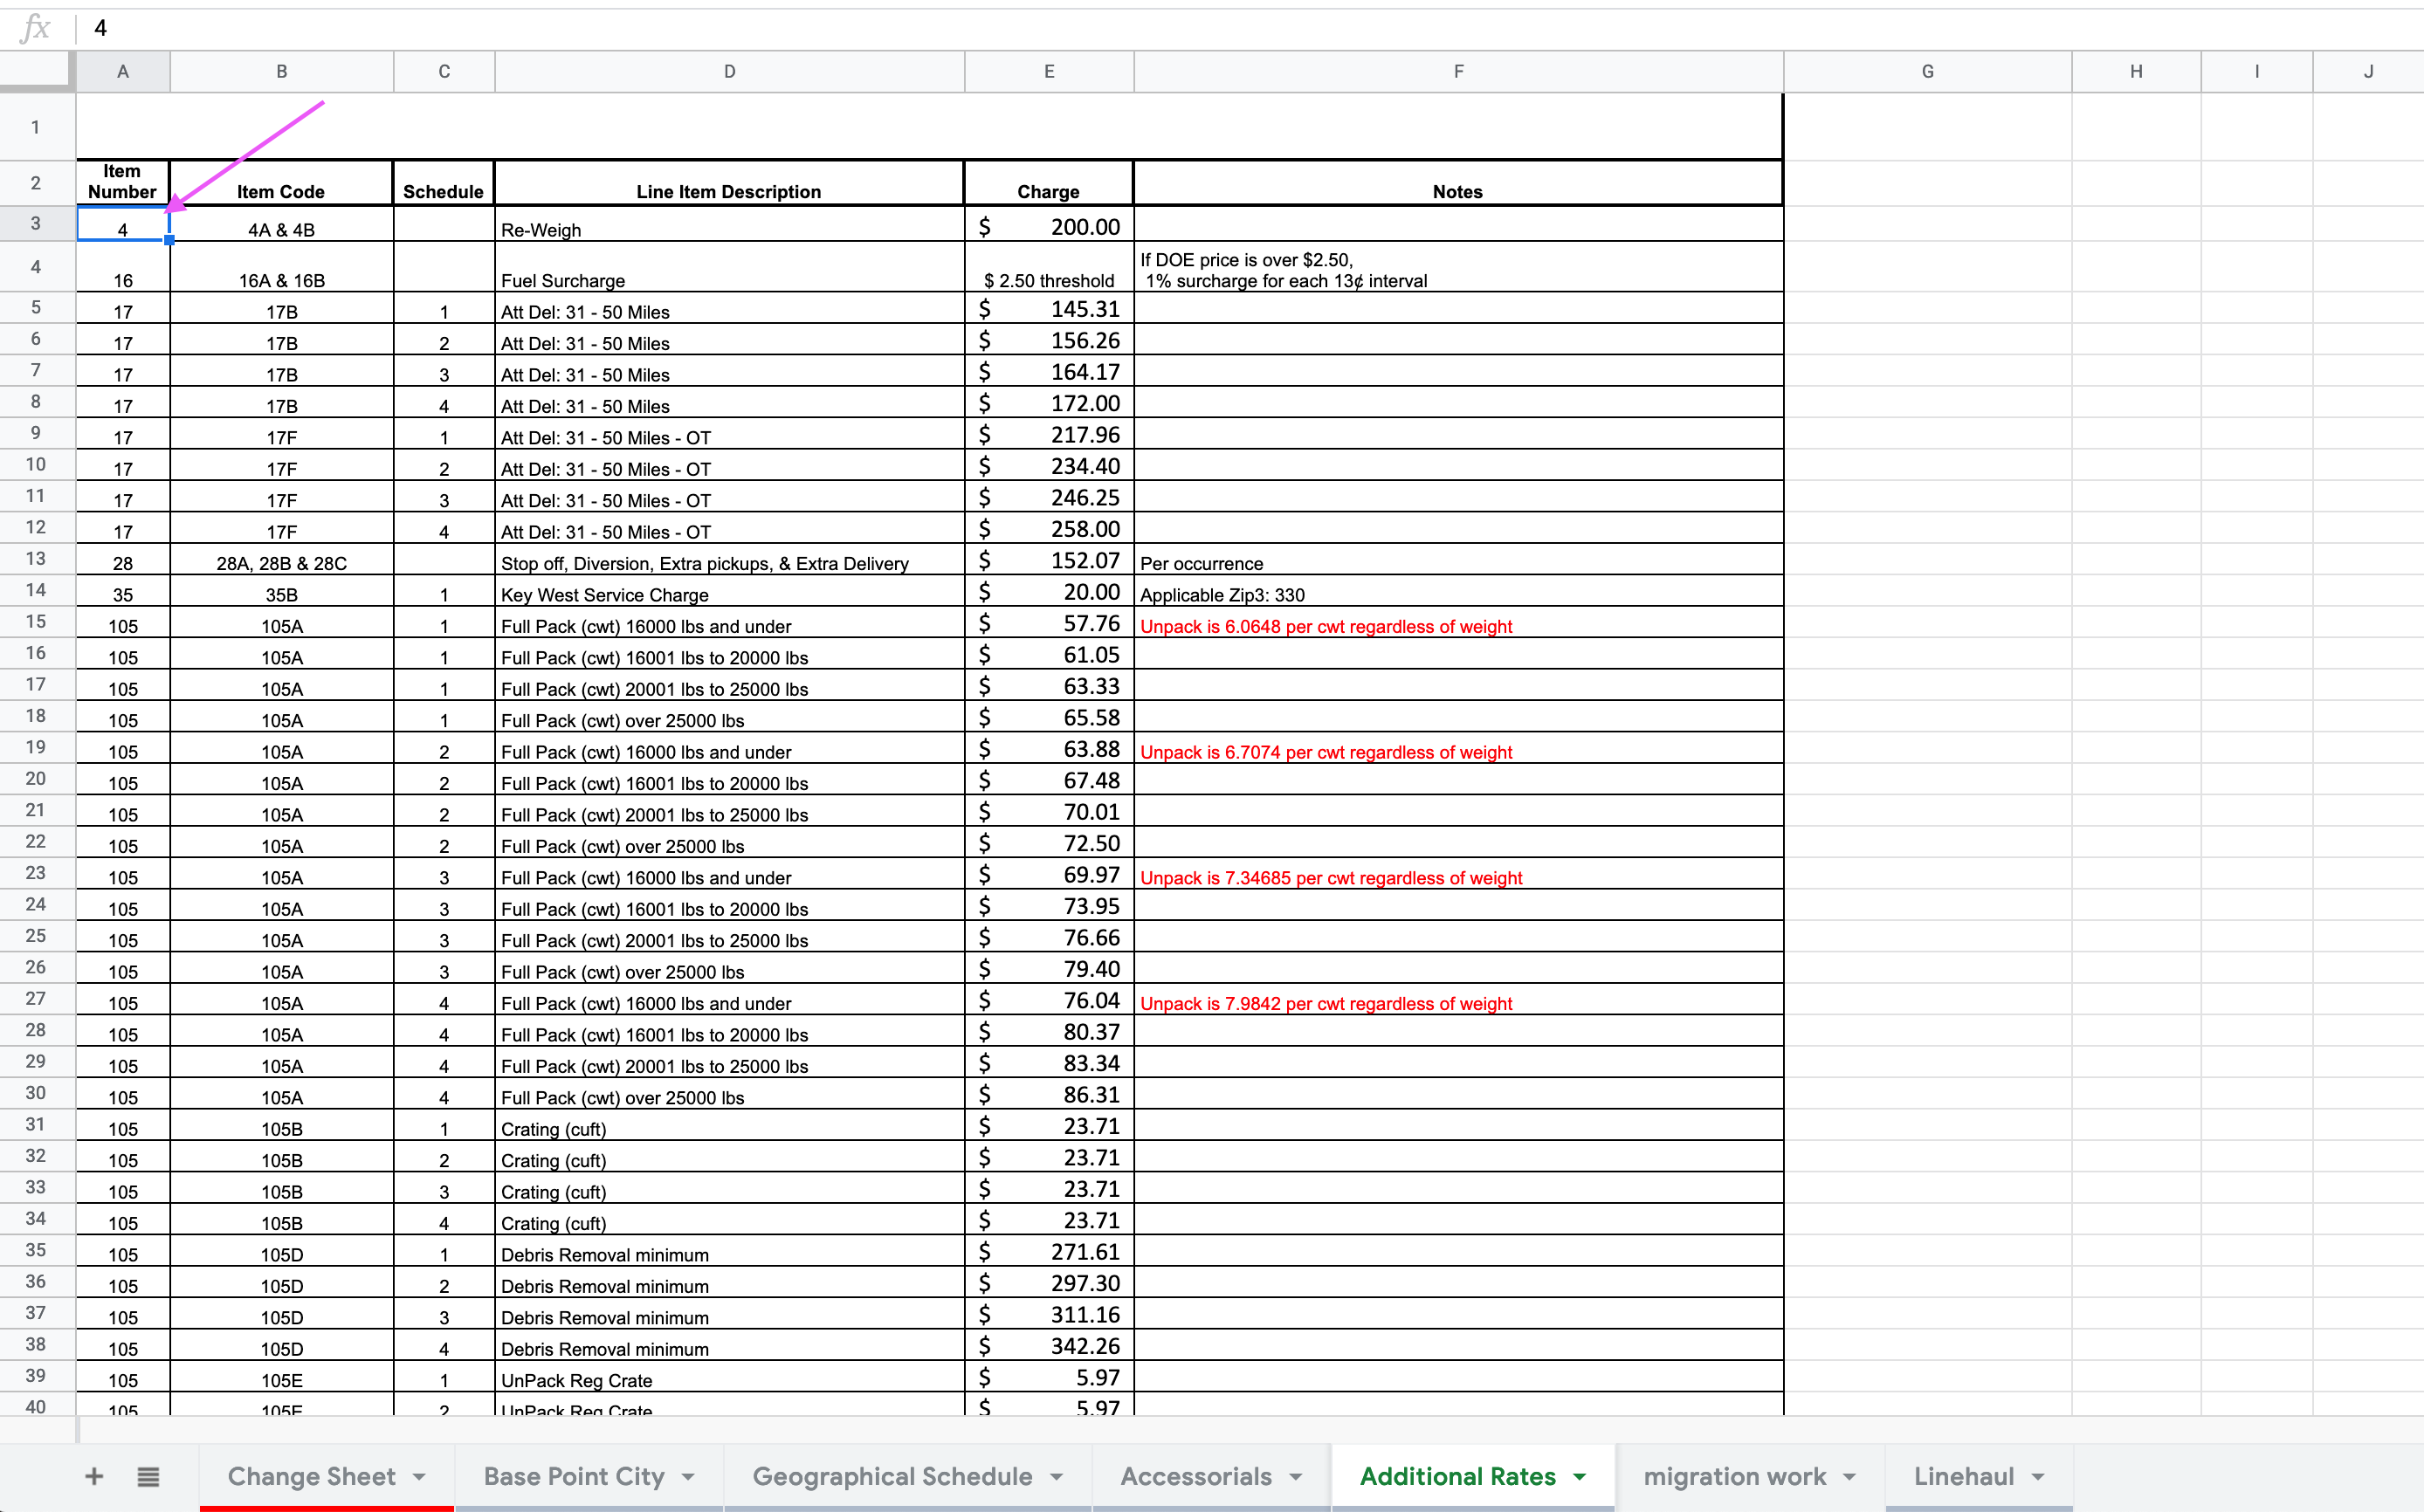 fx 4
A B C D E F G H I J
1
2 Item Number Item Code Schedule Line Item Description Charge Notes
3 4 4A & 4B Re-Weigh $ 200.00
4 16 16A & 16B Fuel Surcharge $ 2.50 threshold If DOE price is over $2.50,
1% surcharge for each 13¢ interval
5 17 17B 1 Att Del: 31 - 50 Miles $ 145.31
6 17 17B 2 Att Del: 31 - 50 Miles $ 156.26
7 17 17B 3 Att Del: 31 - 50 Miles $ 164.17
8 17 17B 4 Att Del: 31 - 50 Miles $ 172.00
9 17 17F 1 Att Del: 31 - 50 Miles - OT $ 217.96
10 17 17F 2 Att Del: 31 - 50 Miles - OT $ 234.40
11 17 17F 3 Att Del: 31 - 50 Miles - OT $ 246.25
12 17 17F 4 Att Del: 31 - 50 Miles - OT $ 258.00
13 28 28A, 28B & 28C Stop off, Diversion, Extra pickups, & Extra Delivery $ 152.07 Per occurrence
14 35 35B 1 Key West Service Charge $ 20.00 Applicable Zip3: 330
15 105 105A 1 Full Pack (cwt) 16000 lbs and under $ 57.76 Unpack is 6.0648 per cwt regardless of weight
16 105 105A 1 Full Pack (cwt) 16001 lbs to 20000 lbs $ 61.05
17 105 105A 1 Full Pack (cwt) 20001 lbs to 25000 lbs $ 63.33
18 105 105A 1 Full Pack (cwt) over 25000 lbs $ 65.58
19 105 105A 2 Full Pack (cwt) 16000 lbs and under $ 63.88 Unpack is 6.7074 per cwt regardless of weight
20 105 105A 2 Full Pack (cwt) 16001 lbs to 20000 lbs $ 67.48
21 105 105A 2 Full Pack (cwt) 20001 lbs to 25000 lbs $ 70.01
22 105 105A 2 Full Pack (cwt) over 25000 lbs $ 72.50
23 105 105A 3 Full Pack (cwt) 16000 lbs and under $ 69.97 Unpack is 7.34685 per cwt regardless of weight
24 105 105A 3 Full Pack (cwt) 16001 lbs to 20000 lbs $ 73.95
25 105 105A 3 Full Pack (cwt) 20001 lbs to 25000 lbs $ 76.66
26 105 105A 3 Full Pack (cwt) over 25000 lbs $ 79.40
27 105 105A 4 Full Pack (cwt) 16000 lbs and under $ 76.04 Unpack is 7.9842 per cwt regardless of weight
28 105 105A 4 Full Pack (cwt) 16001 lbs to 20000 lbs $ 80.37
29 105 105A 4 Full Pack (cwt) 20001 lbs to 25000 lbs $ 83.34
30 105 105A 4 Full Pack (cwt) over 25000 lbs $ 86.31
31 105 105B 1 Crating (cuft) $ 23.71
32 105 105B 2 Crating (cuft) $ 23.71
33 105 105B 3 Crating (cuft) $ 23.71
34 105 105B 4 Crating (cuft) $ 23.71
35 105 105D 1 Debris Removal minimum $ 271.61
36 105 105D 2 Debris Removal minimum $ 297.30
37 105 105D 3 Debris Removal minimum $ 311.16
38 105 105D 4 Debris Removal minimum $ 342.26
39 105 105E 1 UnPack Reg Crate $ 5.97
40 105 105E 2 UnPack Reg Crate $ 5.97
+ Change Sheet Base Point City Geographical Schedule Accessorials Additional Rates migration work Linehaul